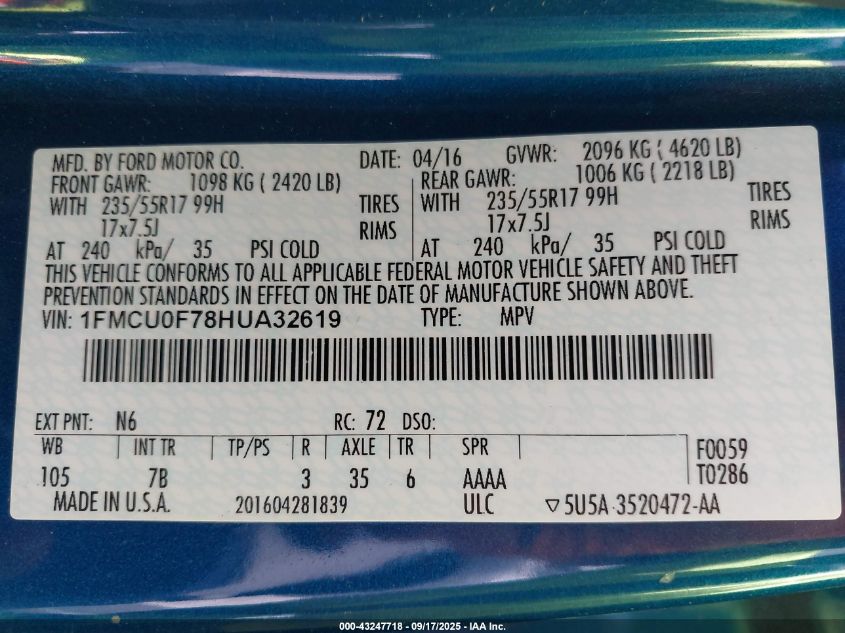 MFD. BY FORD MOTOR CO. DATE: 04/16 GVWR: 2096 KG ( 4620 LB)
FRONT GAWR: 1098 KG ( 2420 LB) REAR GAWR: 1006 KG ( 2218 LB)
WITH 235/55R17 99H TIRES WITH 235/55R17 99H TIRES
17x7.5J RIMS 17x7.5J RIMS
AT 240 kPa/ 35 PSI COLD AT 240 kPa/ 35 PSI COLD
THIS VEHICLE CONFORMS TO ALL APPLICABLE FEDERAL MOTOR VEHICLE SAFETY AND THEFT
PREVENTION STANDARDS IN EFFECT ON THE DATE OF MANUFACTURE SHOWN ABOVE.
VIN: 1FMCU0F78HUA32619 TYPE: MPV
EXT PNT: N6 RC: 72 DSO:
WB INT TR TP/PS R AXLE TR SPR F0059
105 7B 3 35 6 AAAA T0286
MADE IN U.S.A. 201604281839 ULC ▽5U5A-3520472-AA
000-43247718 - 09/17/2025 - IAA Inc.